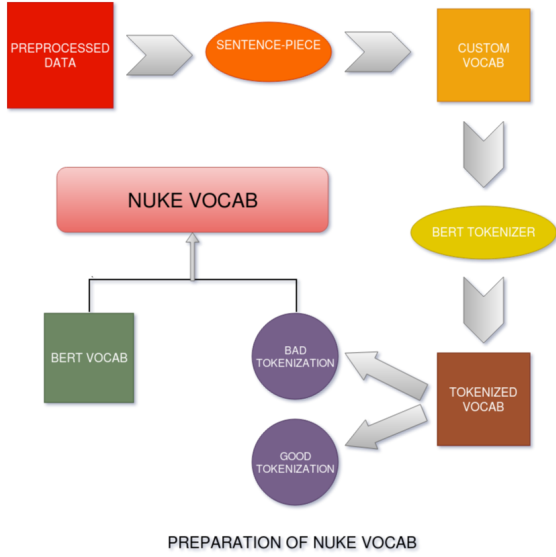 PREPROCESSED
DATA
SENTENCE-PIECE
CUSTOM
VOCAB
NUKE VOCAB
BERT TOKENIZER
BERT VOCAB
BAD
TOKENIZATION
TOKENIZED
VOCAB
GOOD
TOKENIZATION
PREPARATION OF NUKE VOCAB